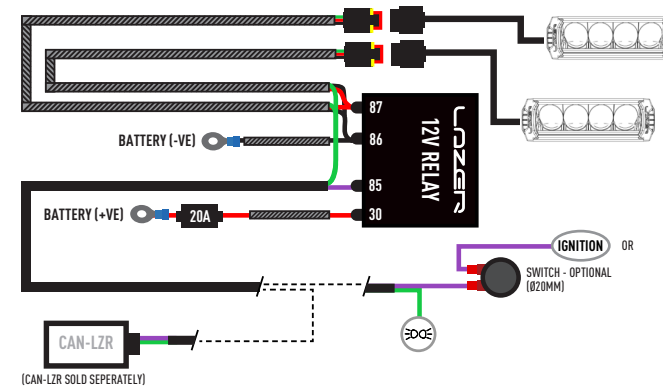 87
BATTERY (-VE)
86
LAZER
12V RELAY
85
BATTERY (+VE)
20A
30
IGNITION
OR
SWITCH - OPTIONAL
(Ø20MM)
CAN-LZR
(CAN-LZR SOLD SEPERATELY)